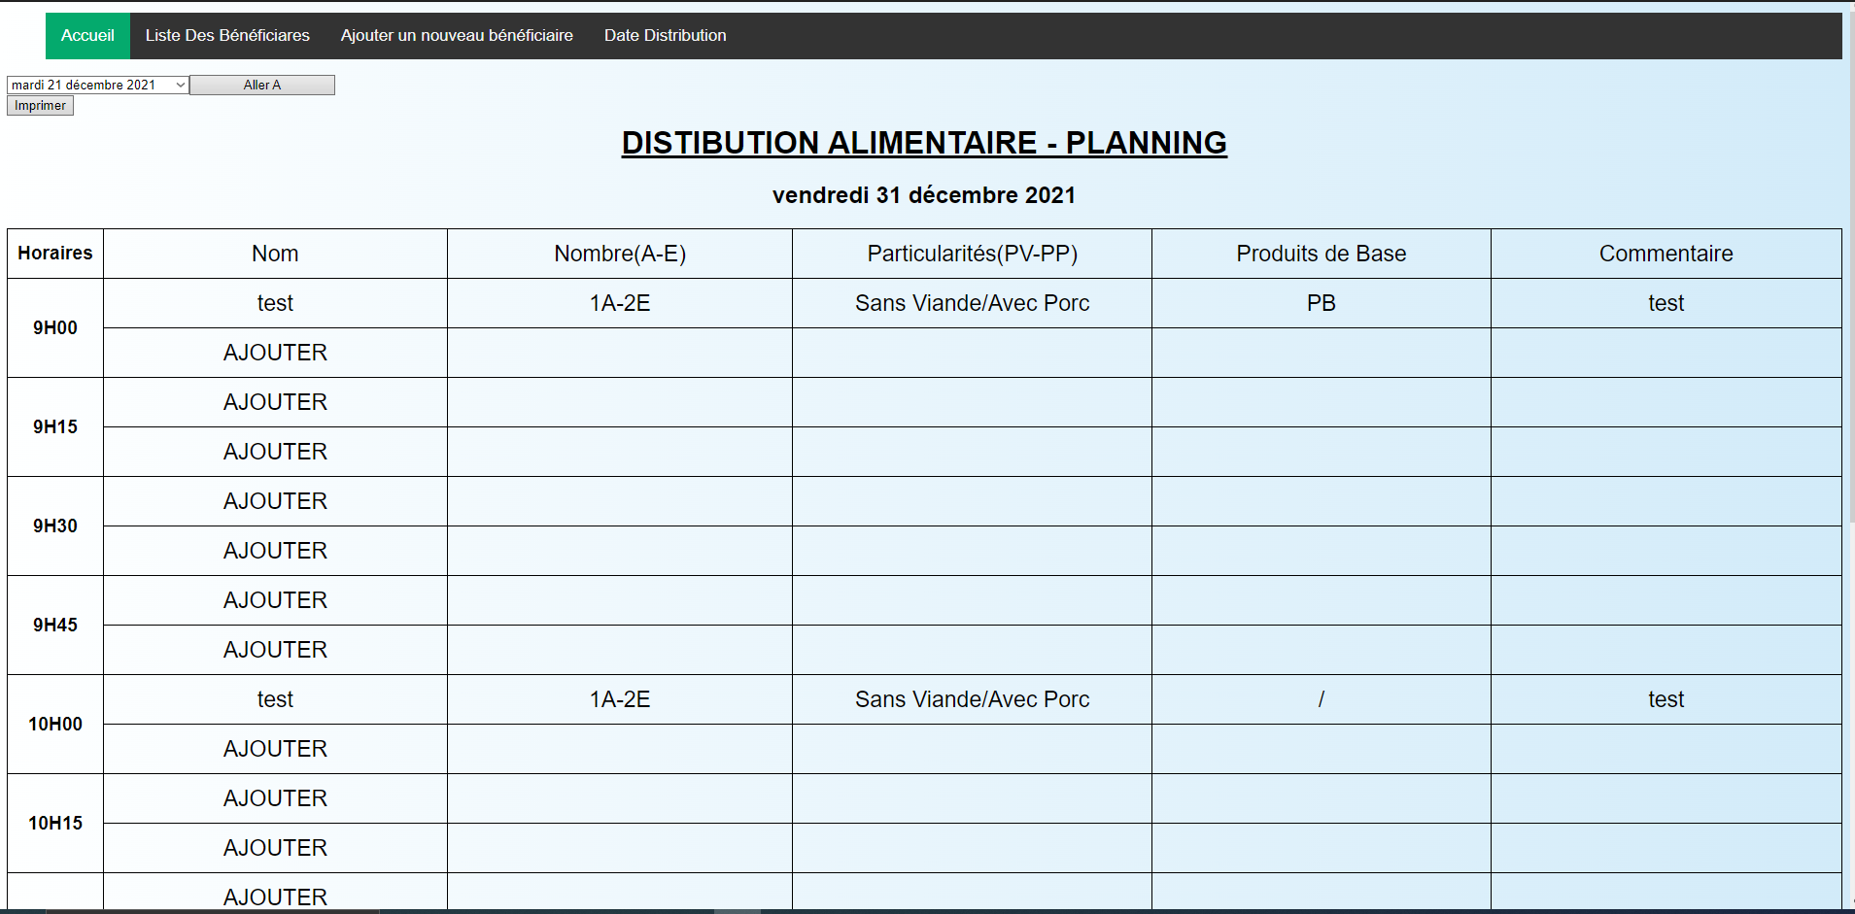 Accueil Liste Des Bénéficiares Ajouter un nouveau bénéficiaire Date Distribution
mardi 21 décembre 2021 Aller A
Imprimer
DISTIBUTION ALIMENTAIRE - PLANNING
vendredi 31 décembre 2021
Horaires Nom Nombre(A-E) Particularités(PV-PP) Produits de Base Commentaire
9H00 test 1A-2E Sans Viande/Avec Porc PB test
AJOUTER
9H15 AJOUTER
AJOUTER
9H30 AJOUTER
AJOUTER
9H45 AJOUTER
AJOUTER
10H00 test 1A-2E Sans Viande/Avec Porc / test
AJOUTER
10H15 AJOUTER
AJOUTER
AJOUTER